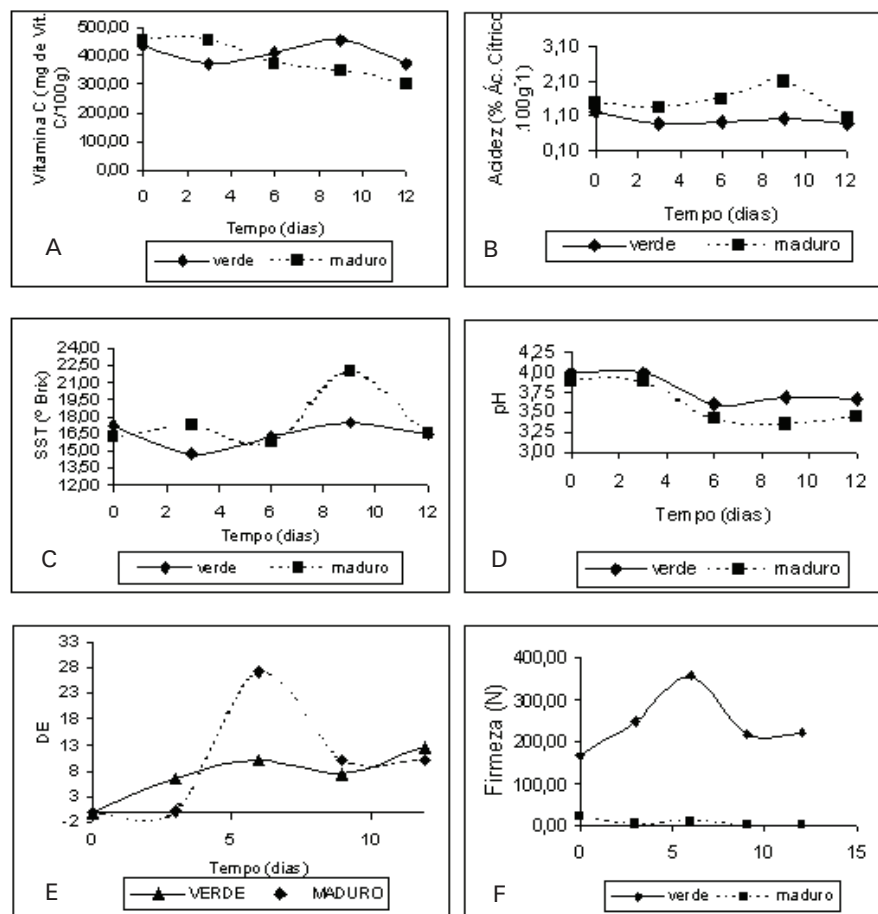 Vitamina C (mg de Vit. C/100g)
500,00
400,00
300,00
200,00
100,00
0,00
0 2 4 6 8 10 12
Tempo (dias)
A
verde maduro
Acidez (% Ác. Cítrico .100g-1)
3,10
2,10
1,10
0,10
0 2 4 6 8 10 12
Tempo (dias)
B
verde maduro
SST (º Brix)
24,00
22,50
21,00
19,50
18,00
16,50
15,00
13,50
12,00
0 2 4 6 8 10 12
Tempo (dias)
C
verde maduro
pH
4,25
4,00
3,75
3,50
3,25
3,00
0 2 4 6 8 10 12
Tempo (dias)
D
verde maduro
DE
33
28
23
18
13
8
3
-2
0 5 10
Tempo (dias)
E
VERDE MADURO
Firmeza (N)
400,00
300,00
200,00
100,00
0,00
0 5 10 15
F
verde maduro